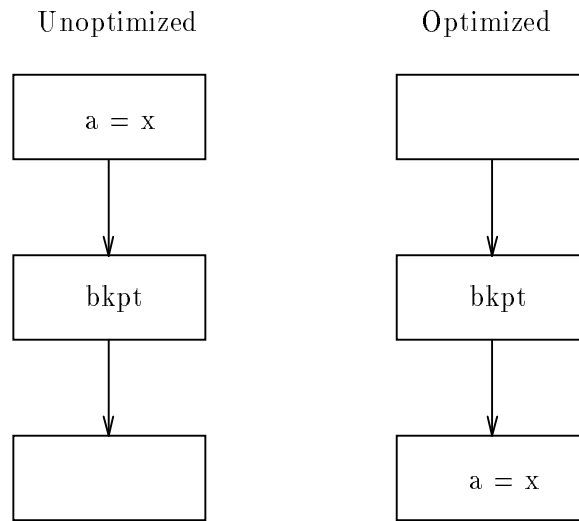 Unoptimized
Optimized
a = x
bkpt
bkpt
a = x